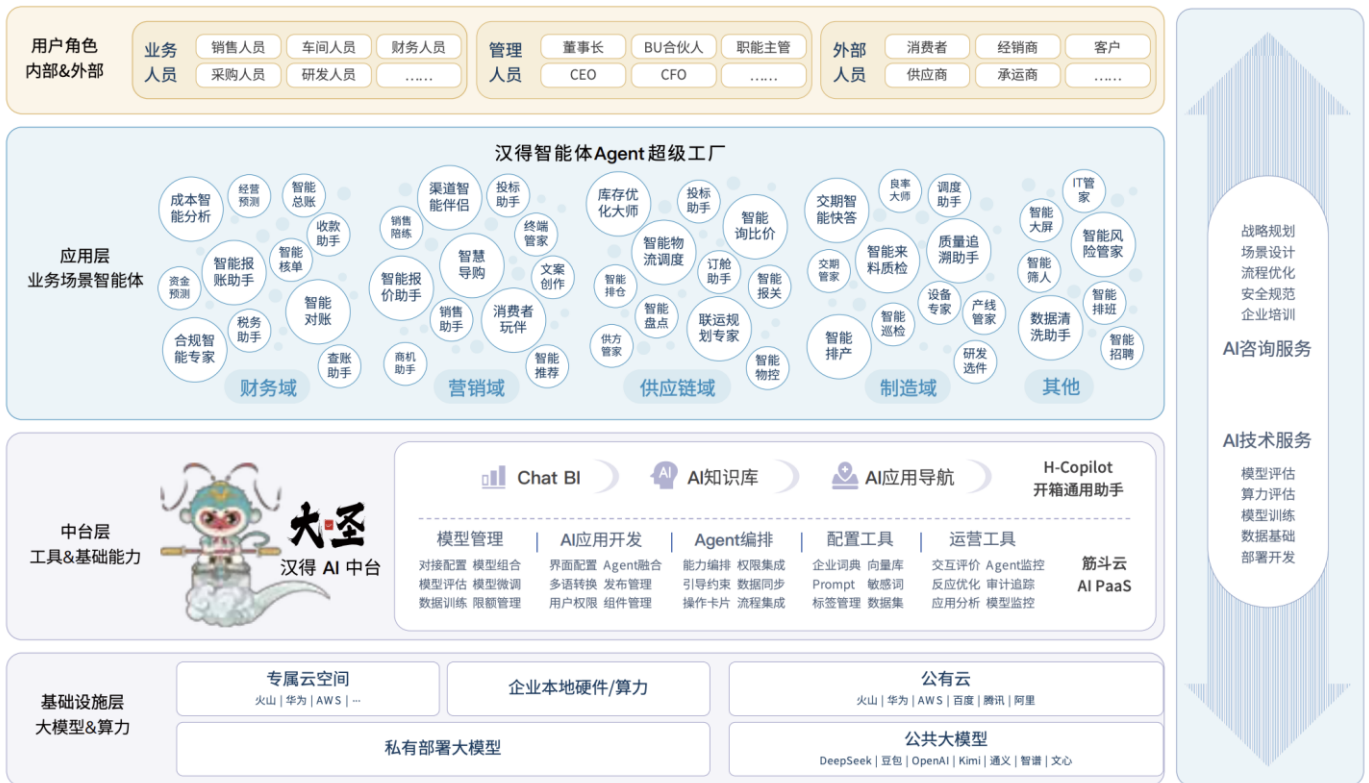 用户角色
内部&外部
业务
人员
销售人员
车间人员
财务人员
采购人员
研发人员
……
管理
人员
董事长
BU合伙人
职能主管
CEO
CFO
……
外部
人员
消费者
经销商
客户
供应商
承运商
……
汉得智能体Agent超级工厂
应用层
业务场景智能体
成本智
能分析
经营
预测
智能
总账
收款
助手
智能
核单
智能报
账助手
资金
预测
智能
对账
税务
助手
合规智
能专家
查账
助手
财务域
渠道智
能伴侣
投标
助手
销售
陪练
终端
管家
智慧
导购
智能报
价助手
文案
创作
销售
助手
消费者
玩伴
商机
助手
智能
推荐
营销域
库存优
化大师
投标
助手
智能
询比价
智能物
流调度
订舱
助手
智能
排仓
智能
报关
智能
盘点
联运规
划专家
供方
管家
智能
物控
供应链域
交期智
能快答
良率
大师
调度
助手
质量追
溯助手
智能来
料质检
交期
管家
设备
专家
产线
管家
智能
巡检
智能
排产
研发
选件
制造域
IT管
家
智能
大屏
智能风
险管家
智能
筛人
智能
排班
数据清
洗助手
智能
招聘
其他
中台层
工具&基础能力
大圣
汉得 AI 中台
Chat BI
AI
AI知识库
AI应用导航
H-Copilot
开箱通用助手
模型管理
对接配置 模型组合
模型评估 模型微调
数据训练 限额管理
AI应用开发
界面配置 Agent融合
多语转换 发布管理
用户权限 组件管理
Agent编排
能力编排 权限集成
引导约束 数据同步
操作卡片 流程集成
配置工具
企业词典 向量库
Prompt 敏感词
标签管理 数据集
运营工具
交互评价 Agent监控
反应优化 审计追踪
应用分析 模型监控
筋斗云
AI PaaS
基础设施层
大模型&算力
专属云空间
火山 | 华为 | AWS | ···
企业本地硬件/算力
公有云
火山 | 华为 | AWS | 百度 | 腾讯 | 阿里
私有部署大模型
公共大模型
DeepSeek | 豆包 | OpenAI | Kimi | 通义 | 智谱 | 文心
战略规划
场景设计
流程优化
安全规范
企业培训
AI咨询服务
AI技术服务
模型评估
算力评估
模型训练
数据基础
部署开发